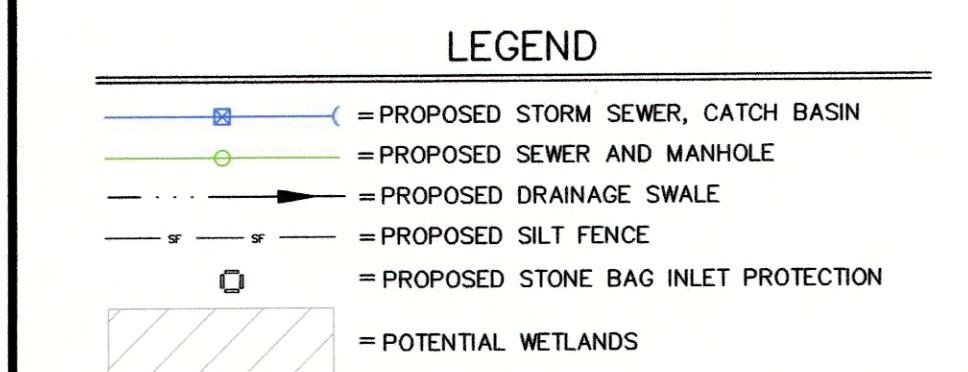 LEGEND
= PROPOSED STORM SEWER, CATCH BASIN
= PROPOSED SEWER AND MANHOLE
= PROPOSED DRAINAGE SWALE
SF SF = PROPOSED SILT FENCE
= PROPOSED STONE BAG INLET PROTECTION
= POTENTIAL WETLANDS